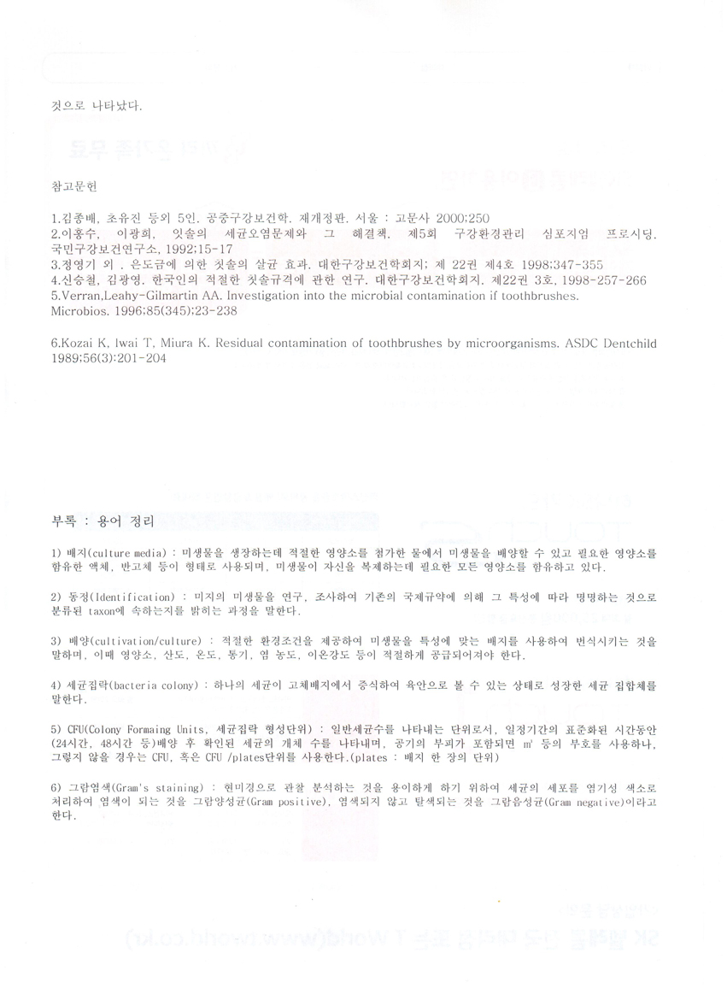 것으로 나타났다.
참고문헌
1.김종배, 초유진 등외 5인. 공중구강보건학. 재개정판. 서울 : 고문사 2000;250
2.이홍수, 이광희, 잇솔의 세균오염문제와 그 해결책. 제5회 구강환경관리 심포지엄 프로시딩.
국민구강보건연구소, 1992;15-17
3.정영기 외 . 은도금에 의한 칫솔의 살균 효과. 대한구강보건학회지; 제 22권 제4호 1998;347-355
4.신승철, 김광영. 한국인의 적절한 칫솔규격에 관한 연구. 대한구강보건학회지. 제22권 3호, 1998-257-266
5.Verran,Leahy-Gilmartin AA. Investigation into the microbial contamination if toothbrushes.
Microbios. 1996;85(345);23-238
6.Kozai K, Iwai T, Miura K. Residual contamination of toothbrushes by microorganisms. ASDC Dentchild
1989;56(3):201-204
부록 : 용어 정리
1) 배지(culture media) : 미생물을 생장하는데 적절한 영양소를 첨가한 물에서 미생물을 배양할 수 있고 필요한 영양소를
함유한 액체, 반고체 등이 형태로 사용되며, 미생물이 자신을 복제하는데 필요한 모든 영양소를 함유하고 있다.
2) 동정(Identification) : 미지의 미생물을 연구, 조사하여 기존의 국제규약에 의해 그 특성에 따라 명명하는 것으로
분류된 taxon에 속하는지를 밝히는 과정을 말한다.
3) 배양(cultivation/culture) : 적절한 환경조건을 제공하여 미생물을 특성에 맞는 배지를 사용하여 번식시키는 것을
말하며, 이때 영양소, 산도, 온도, 통기, 염 농도, 이온강도 등이 적절하게 공급되어져야 한다.
4) 세균집락(bacteria colony) : 하나의 세균이 고체배지에서 증식하여 육안으로 볼 수 있는 상태로 성장한 세균 집합체를
말한다.
5) CFU(Colony Formaing Units, 세균집락 형성단위) : 일반세균수를 나타내는 단위로서, 일정기간의 표준화된 시간동안
(24시간, 48시간 등)배양 후 확인된 세균의 개체 수를 나타내며, 공기의 부피가 포함되면 ㎥ 등의 부호를 사용하나,
그렇지 않을 경우는 CFU, 혹은 CFU /plates단위를 사용한다.(plates : 배지 한 장의 단위)
6) 그람염색(Gram's staining) : 현미경으로 관찰 분석하는 것을 용이하게 하기 위하여 세균의 세포를 염기성 색소로
처리하여 염색이 되는 것을 그람양성균(Gram positive), 염색되지 않고 탈색되는 것을 그람음성균(Gram negative)이라고
한다.